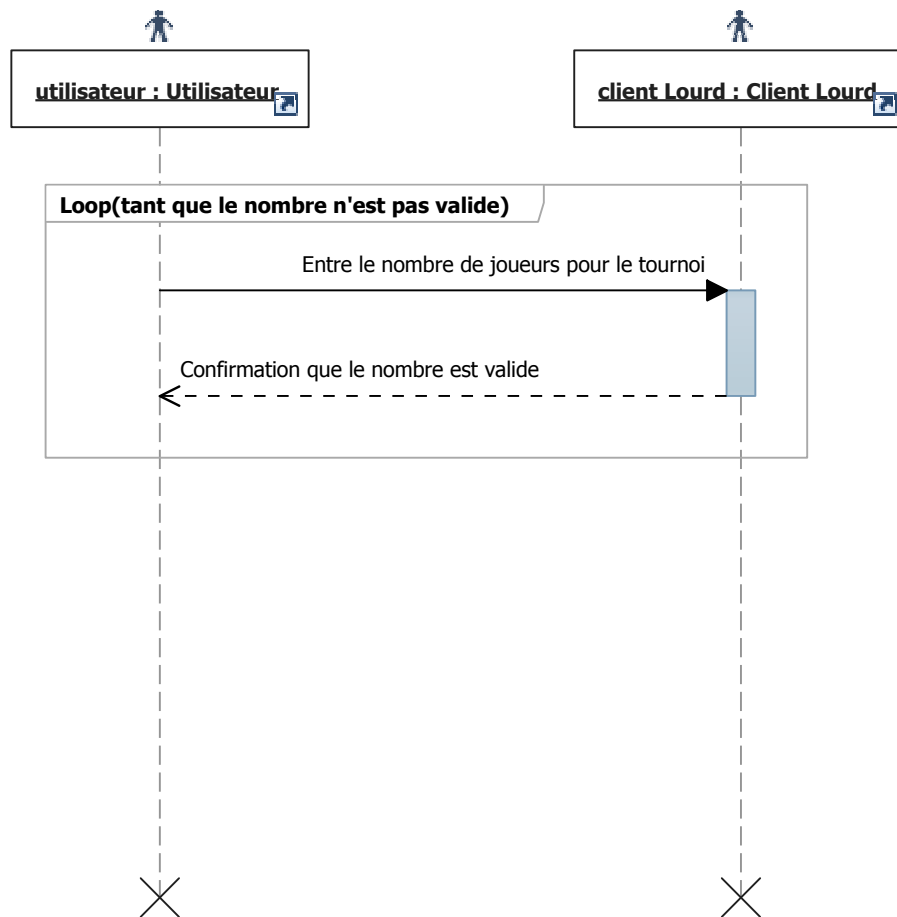 utilisateur : Utilisateur
client Lourd : Client Lourd
Loop(tant que le nombre n'est pas valide)
Entre le nombre de joueurs pour le tournoi
Confirmation que le nombre est valide